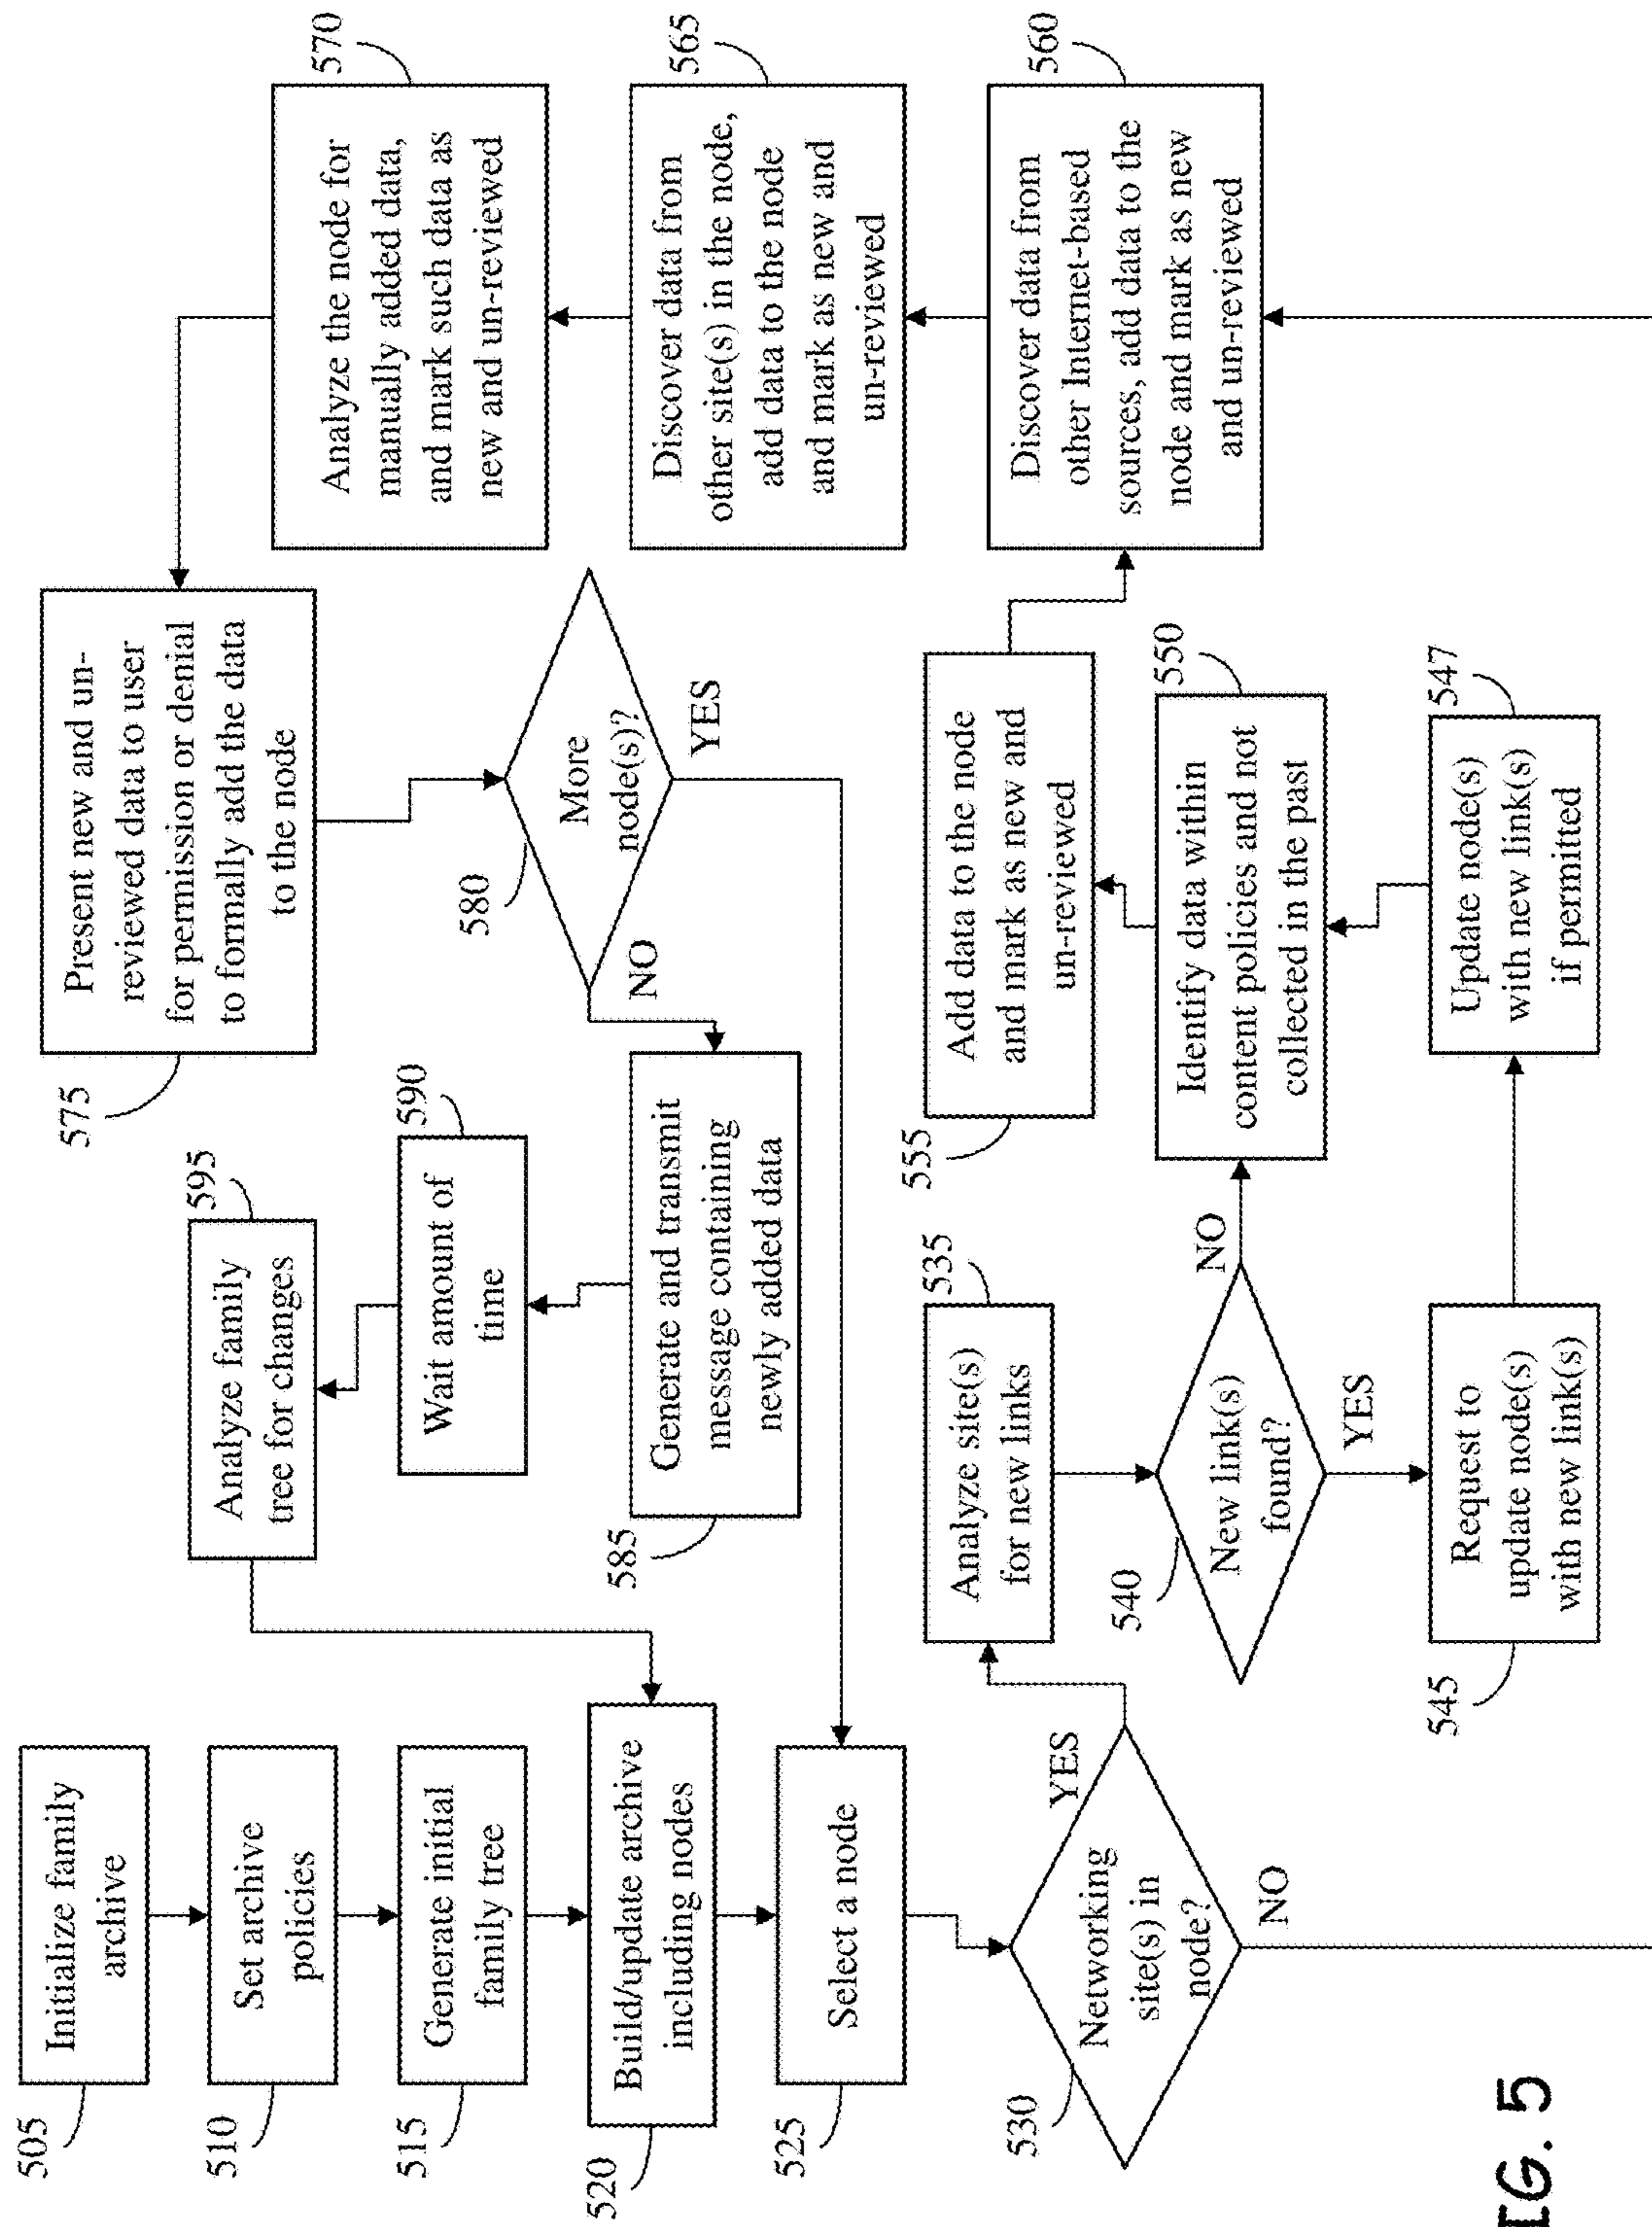 505
Initialize family
archive
510
Set archive
policies
515
Generate initial
family tree
520
Build/update archive
including nodes
525
Select a node
530
Networking
site(s) in
node?
YES
NO
535
Analyze site(s)
for new links
540
New link(s)
found?
NO
YES
545
Request to
update node(s)
with new link(s)
547
Update node(s)
with new link(s)
if permitted
550
Identify data within
content policies and not
collected in the past
555
Add data to the node
and mark as new and
un-reviewed
560
Discover data from
other Internet-based
sources, add data to the
node and mark as new
and un-reviewed
565
Discover data from
other site(s) in the node,
add data to the node
and mark as new and
un-reviewed
570
Analyze the node for
manually added data,
and mark such data as
new and un-reviewed
575
Present new and un-
reviewed data to user
for permission or denial
to formally add the data
to the node
580
More
node(s)?
YES
NO
585
Generate and transmit
message containing
newly added data
590
Wait amount of
time
595
Analyze family
tree for changes
IG. 5